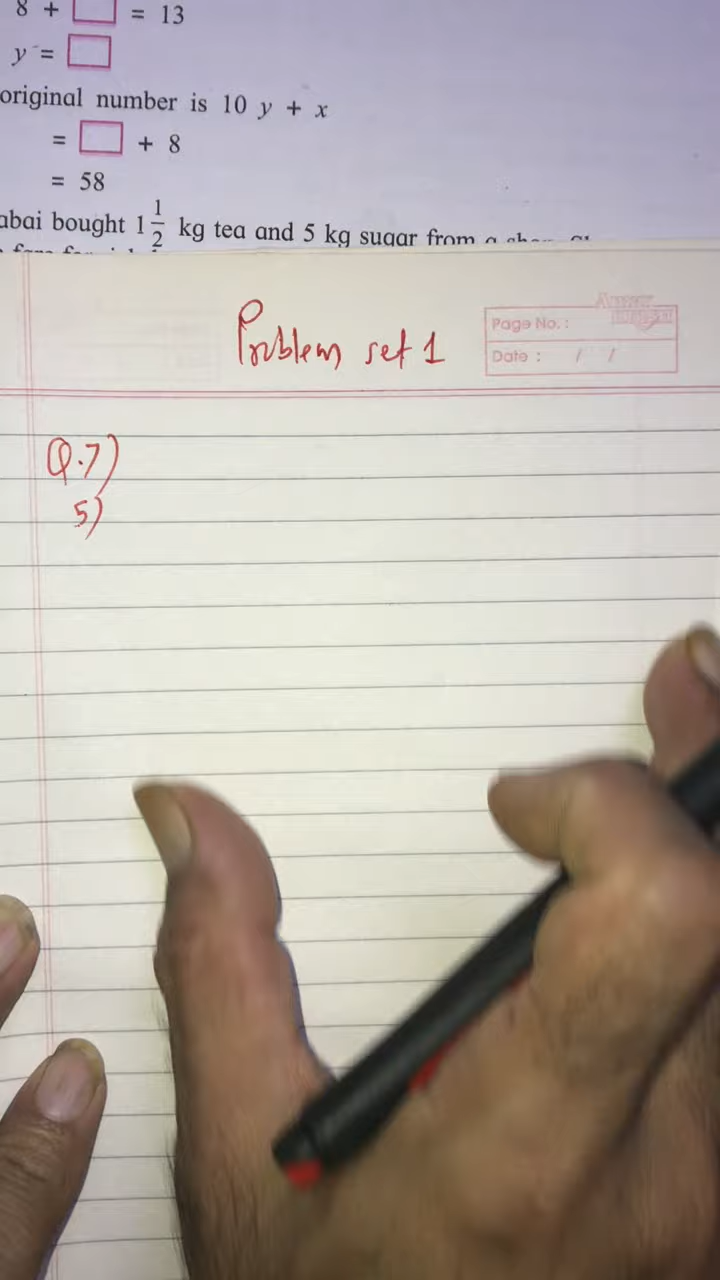 8 + = 13
y =
original number is 10 y + x
= + 8
= 58
abai bought 1 1/2 kg tea and 5 kg sugar from a
Problem set 1
Page No. :
Date : / /
Q.7)
5)